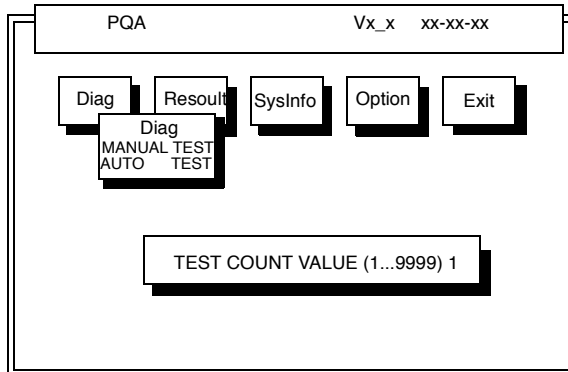 PQA Vx_x xx-xx-xx
Diag Resoult SysInfo Option Exit
Diag
MANUAL TEST
AUTO TEST
TEST COUNT VALUE (1...9999) 1